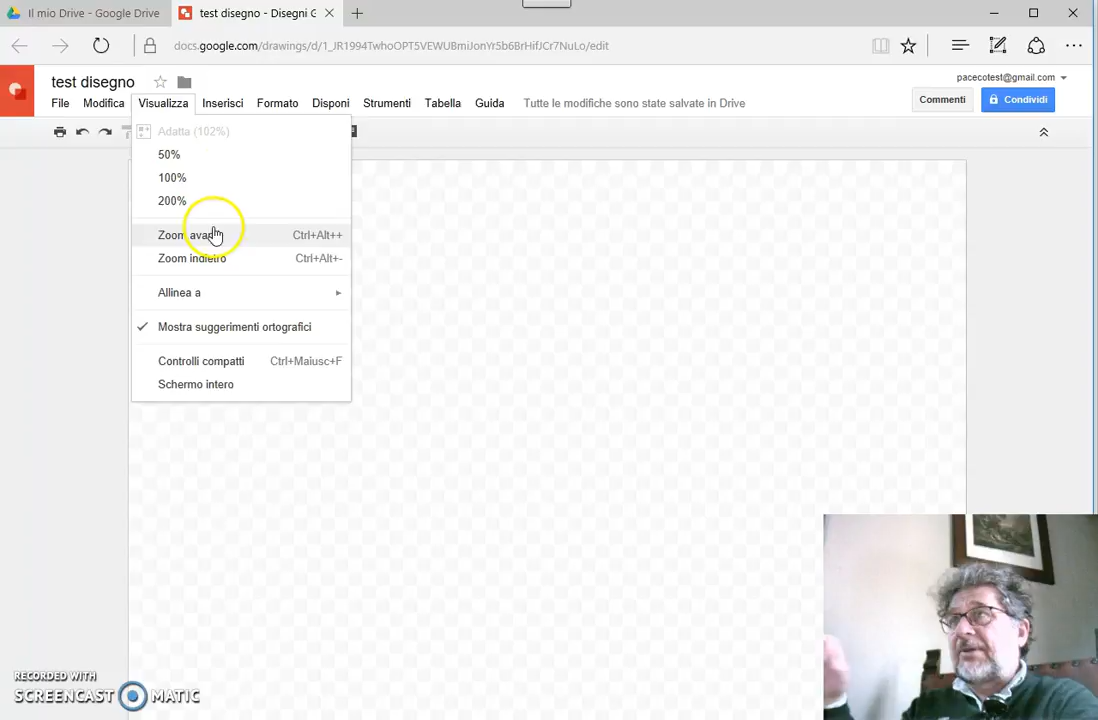 Il mio Drive - Google Drive
test disegno - Disegni G
docs.google.com/drawings/d/1_JR1994TwhoOPT5VEWUBmiJonYr5b6BrHifJCr7NuLo/edit
test disegno
pacecotest@gmail.com
File Modifica Visualizza Inserisci Formato Disponi Strumenti Tabella Guida Tutte le modifiche sono state salvate in Drive
Commenti
Condividi
Adatta (102%)
50%
100%
200%
Zoom avanti Ctrl+Alt++
Zoom indietro Ctrl+Alt+-
Allinea a
Mostra suggerimenti ortografici
Controlli compatti Ctrl+Maiusc+F
Schermo intero
RECORDED WITH
SCREENCAST MATIC